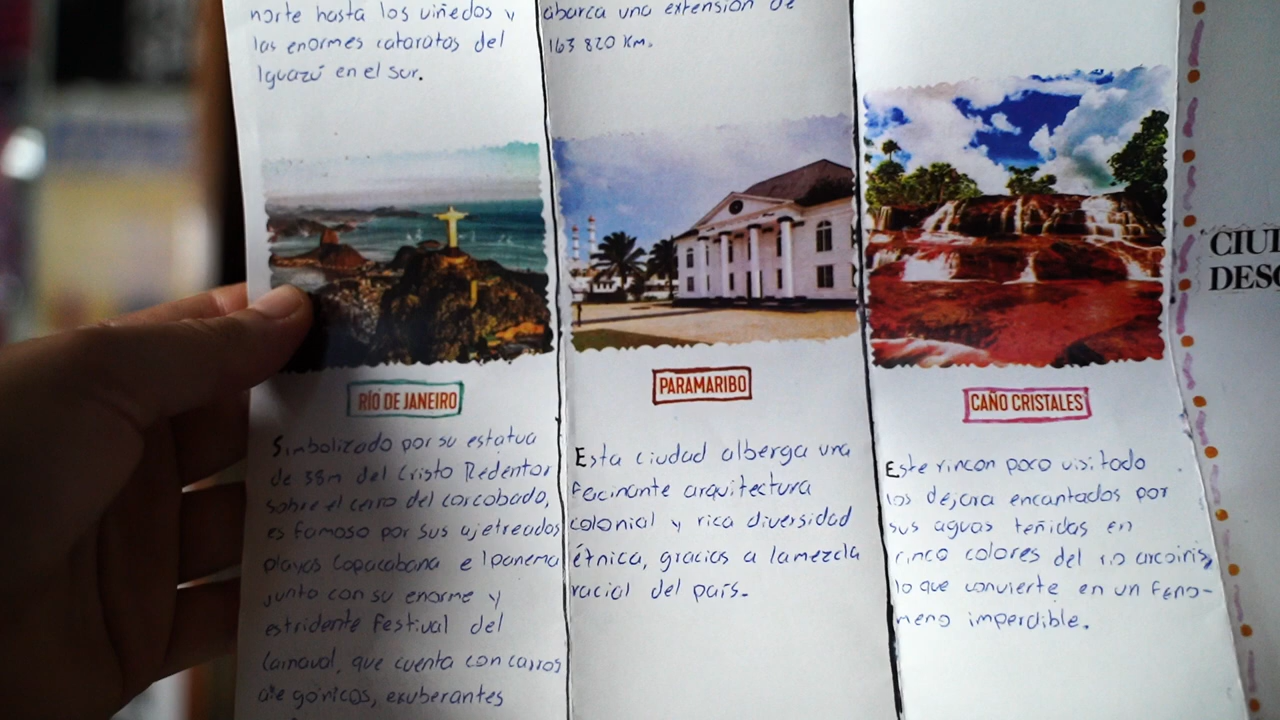 norte hasta los viñedos y
las enormes cataratas del
Iguazú en el sur.
RÍO DE JANEIRO
Simbolizado por su estatua
de 38m del Cristo Redentor
sobre el cerro del corcobado,
es famoso por sus ajetreados
playas Copacabana e Ipanema
junto con su enorme y
estridente Festival del
Carnaval, que cuenta con carros
alegóricos, exuberantes
abarca una extensión de
163 820 Km.
PARAMARIBO
Esta ciudad alberga una
fascinante arquitectura
colonial y rica diversidad
étnica, gracias a la mezcla
racial del país.
CAÑO CRISTALES
Este rincon poco visitado
los dejara encantados por
sus aguas teñidas en
cinco colores del rio arcoiris,
lo que convierte en un feno-
meno imperdible.
CIU
DESC